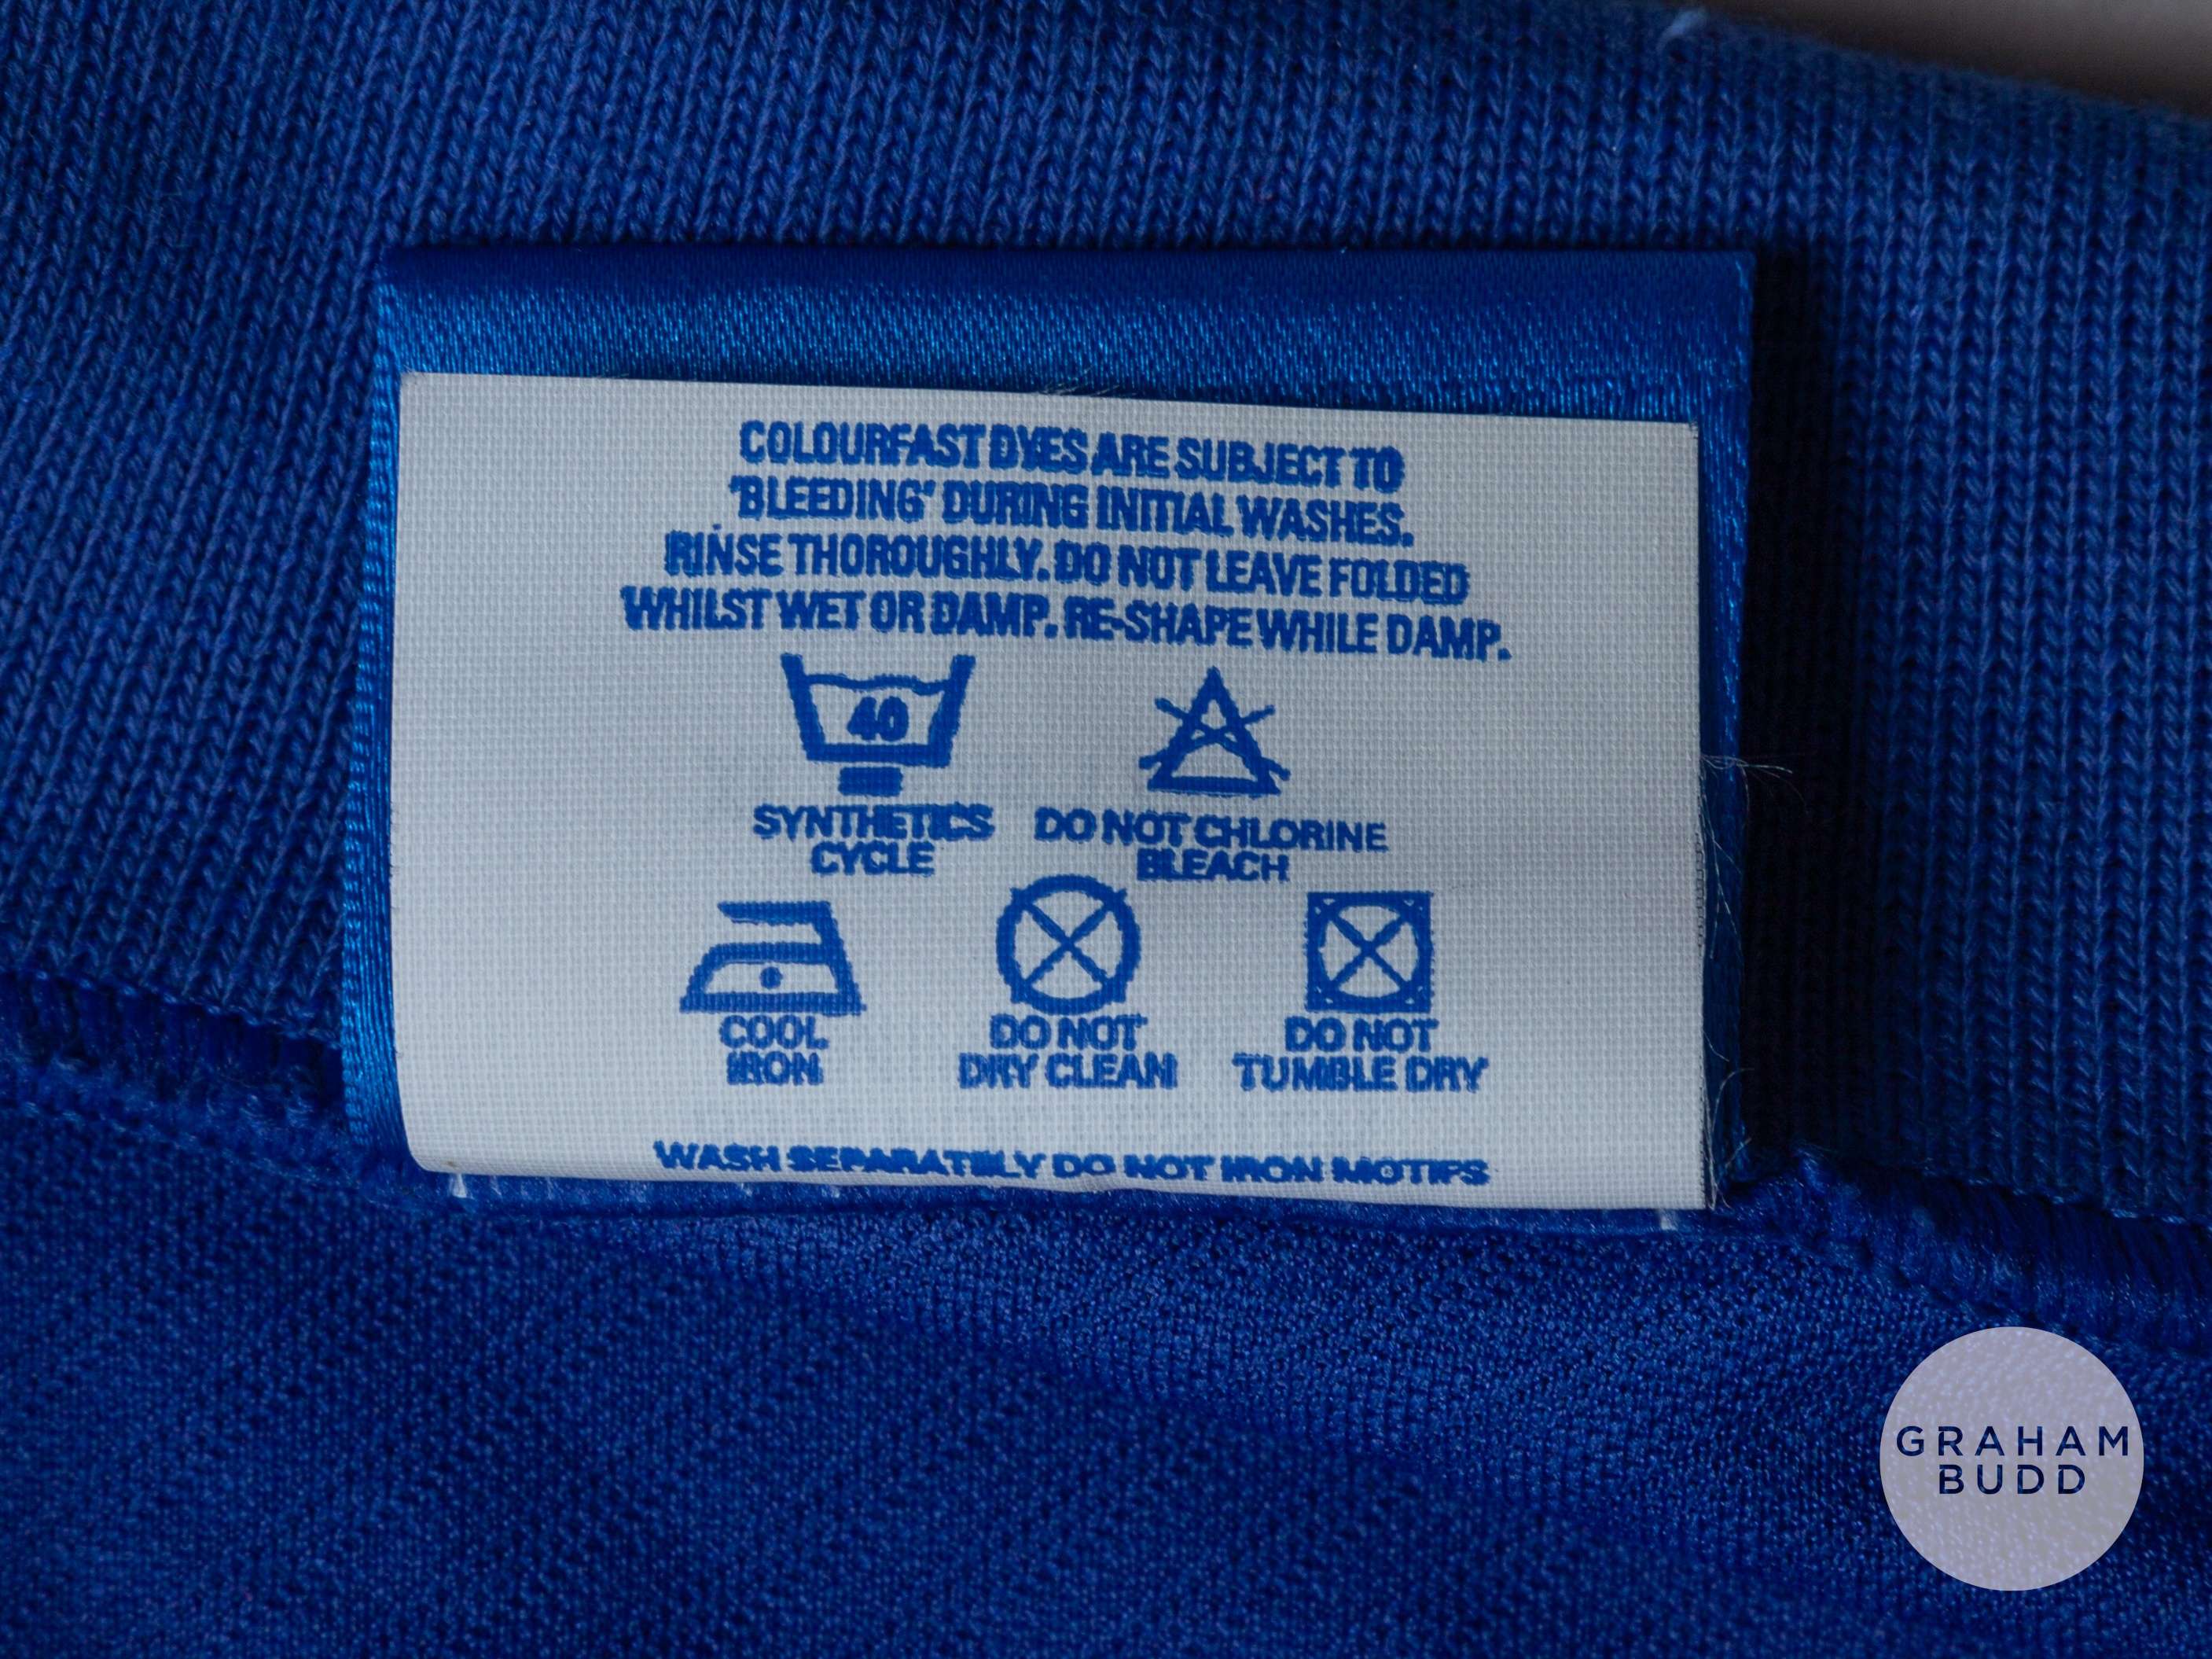 COLOURFAST DYES ARE SUBJECT TO
'BLEEDING' DURING INITIAL WASHES.
RINSE THOROUGHLY. DO NOT LEAVE FOLDED
WHILST WET OR DAMP. RE-SHAPE WHILE DAMP.
40
SYNTHETICS
CYCLE
DO NOT CHLORINE
BLEACH
COOL
IRON
DO NOT
DRY CLEAN
DO NOT
TUMBLE DRY
WASH SEPARATELY DO NOT IRON MOTIFS
GRAHAM
BUDD